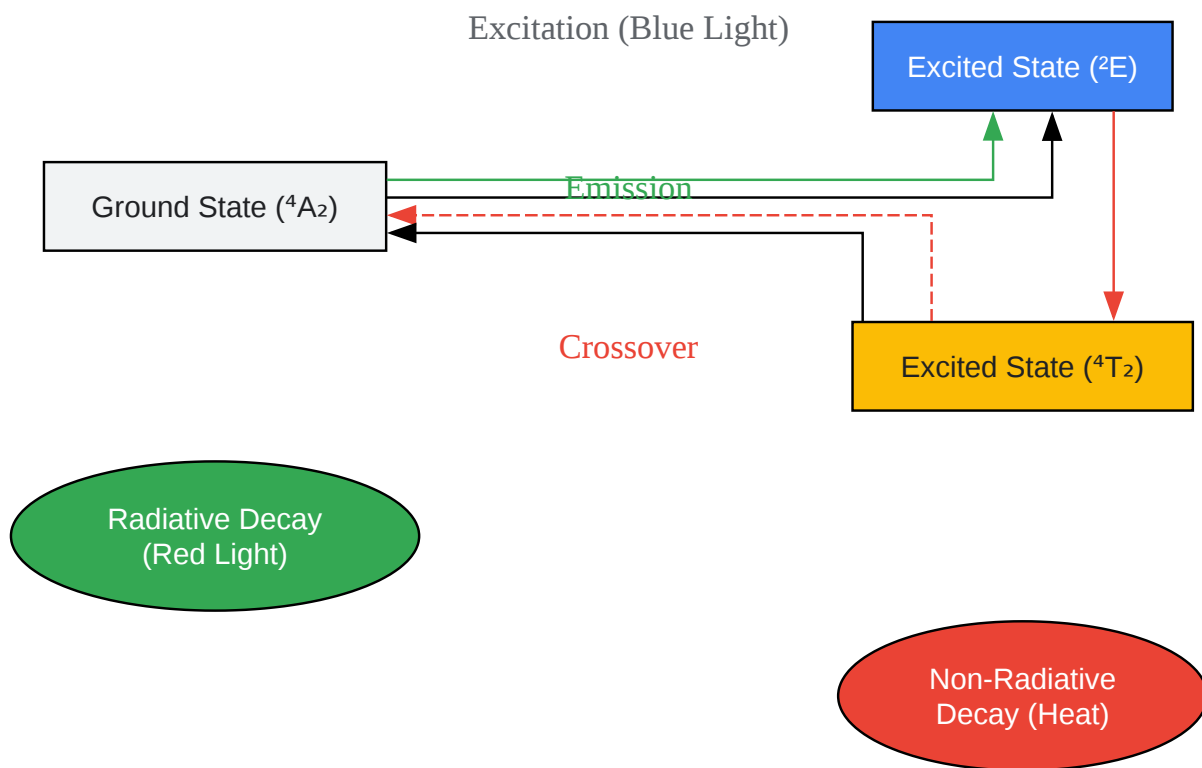 Excitation (Blue Light)
Excited State (²E)
Ground State (⁴A₂)
Emission
Crossover
Excited State (⁴T₂)
Radiative Decay
(Red Light)
Non-Radiative
Decay (Heat)